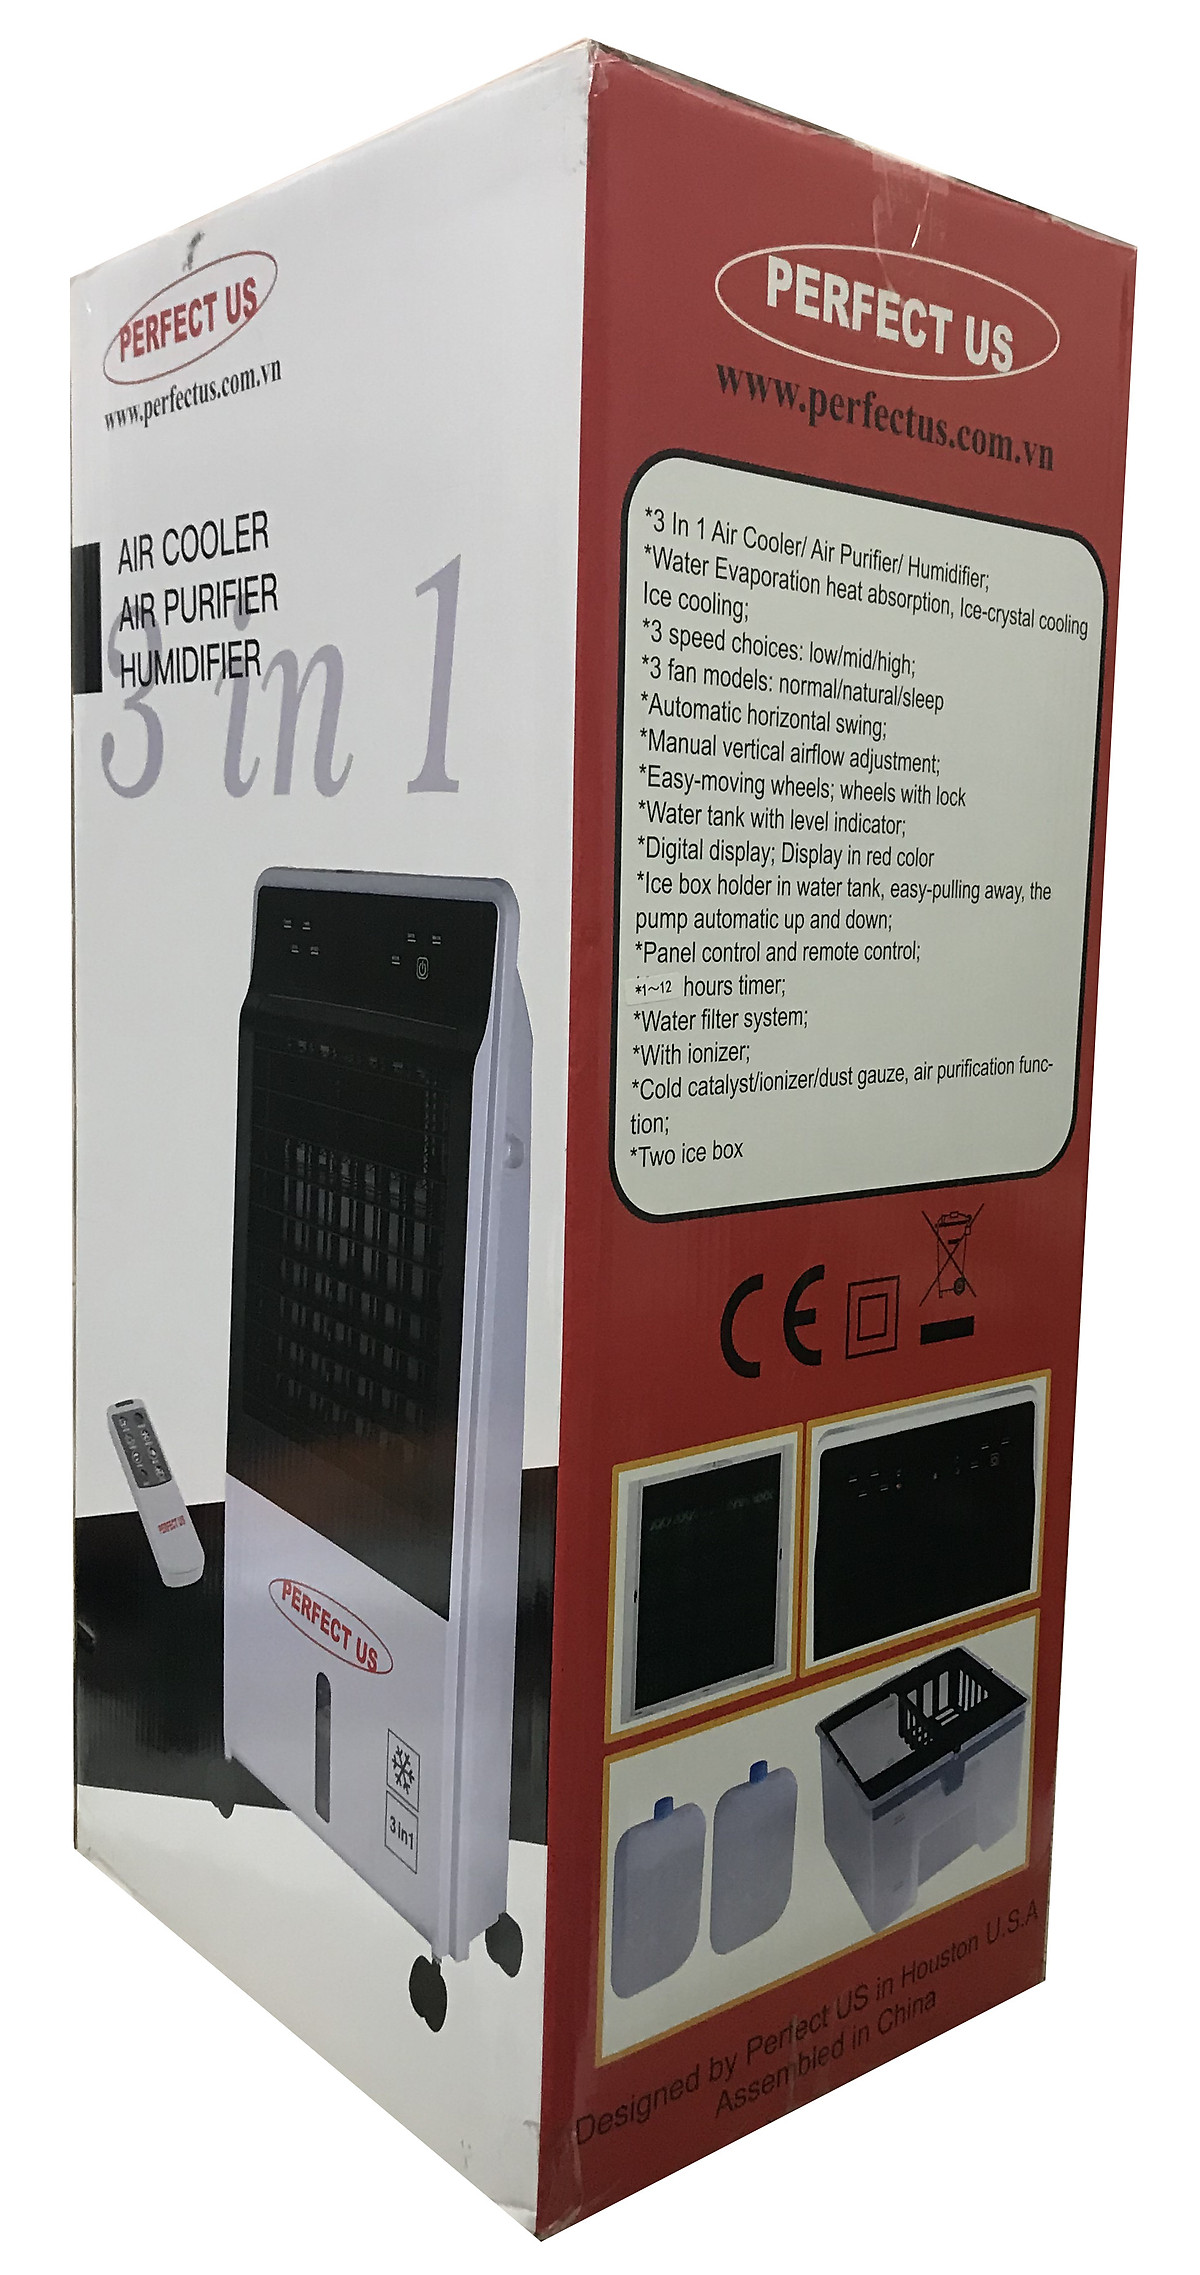 PERFECT US
www.perfectus.com.vn
AIR COOLER
AIR PURIFIER
HUMIDIFIER
3 in 1
PERFECT US
PERFECT US
3 in1
PERFECT US
www.perfectus.com.vn
*3 In 1 Air Cooler/ Air Purifier/ Humidifier;
*Water Evaporation heat absorption, Ice-crystal cooling
Ice cooling;
*3 speed choices: low/mid/high;
*3 fan models: normal/natural/sleep
*Automatic horizontal swing;
*Manual vertical airflow adjustment;
*Easy-moving wheels; wheels with lock
*Water tank with level indicator;
*Digital display; Display in red color
*Ice box holder in water tank, easy-pulling away, the
pump automatic up and down;
*Panel control and remote control;
*1~12 hours timer;
*Water filter system;
*With ionizer;
*Cold catalyst/ionizer/dust gauze, air purification func-
tion;
*Two ice box
CE
Designed by Perfect US in Houston U.S.A
Assembled in China